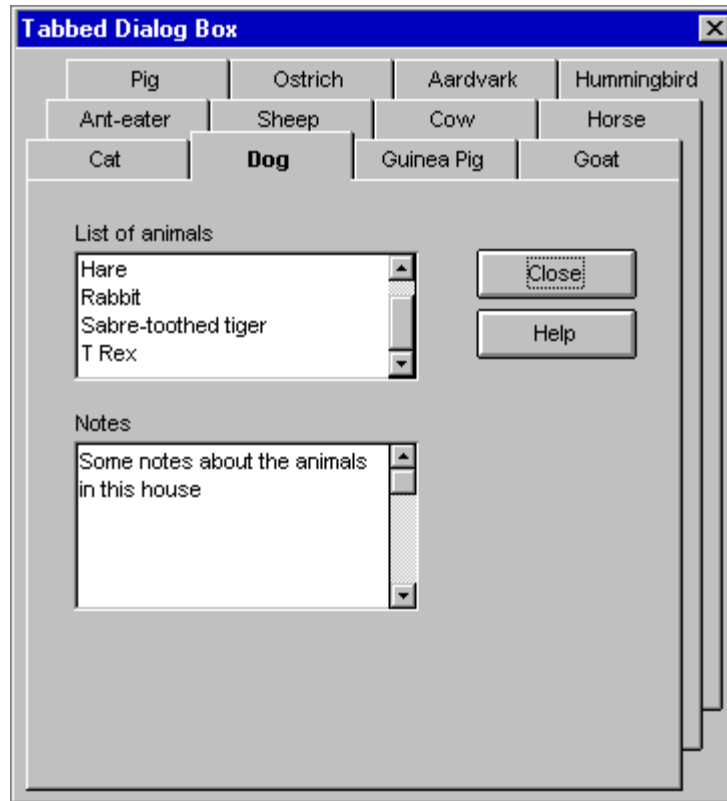 Tabbed Dialog Box
Pig Ostrich Aardvark Hummingbird
Ant-eater Sheep Cow Horse
Cat Dog Guinea Pig Goat
List of animals
Hare
Rabbit
Sabre-toothed tiger
T Rex
Close
Help
Notes
Some notes about the animals
in this house